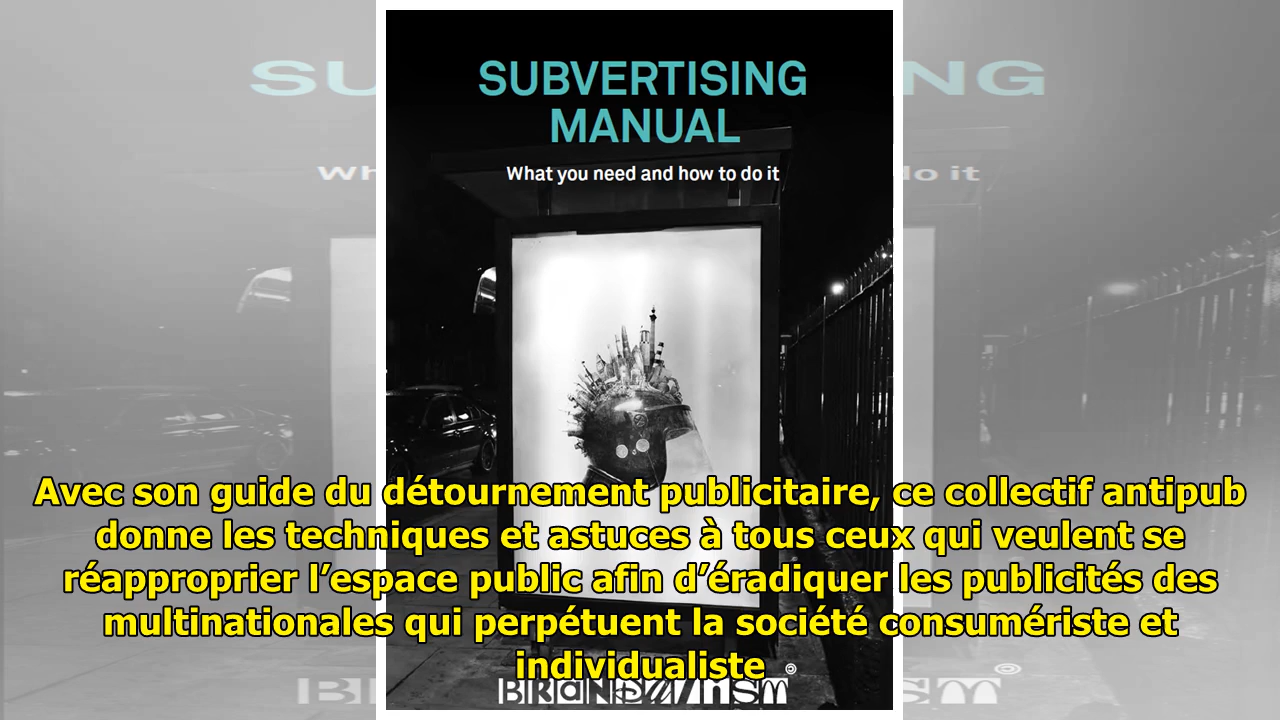 SUBVERTISING
MANUAL
What you need and how to do it
Avec son guide du détournement publicitaire, ce collectif antipub
donne les techniques et astuces à tous ceux qui veulent se
réapproprier l’espace public afin d’éradiquer les publicités des
multinationales qui perpétuent la société consumériste et
individualiste
BRANDALISM